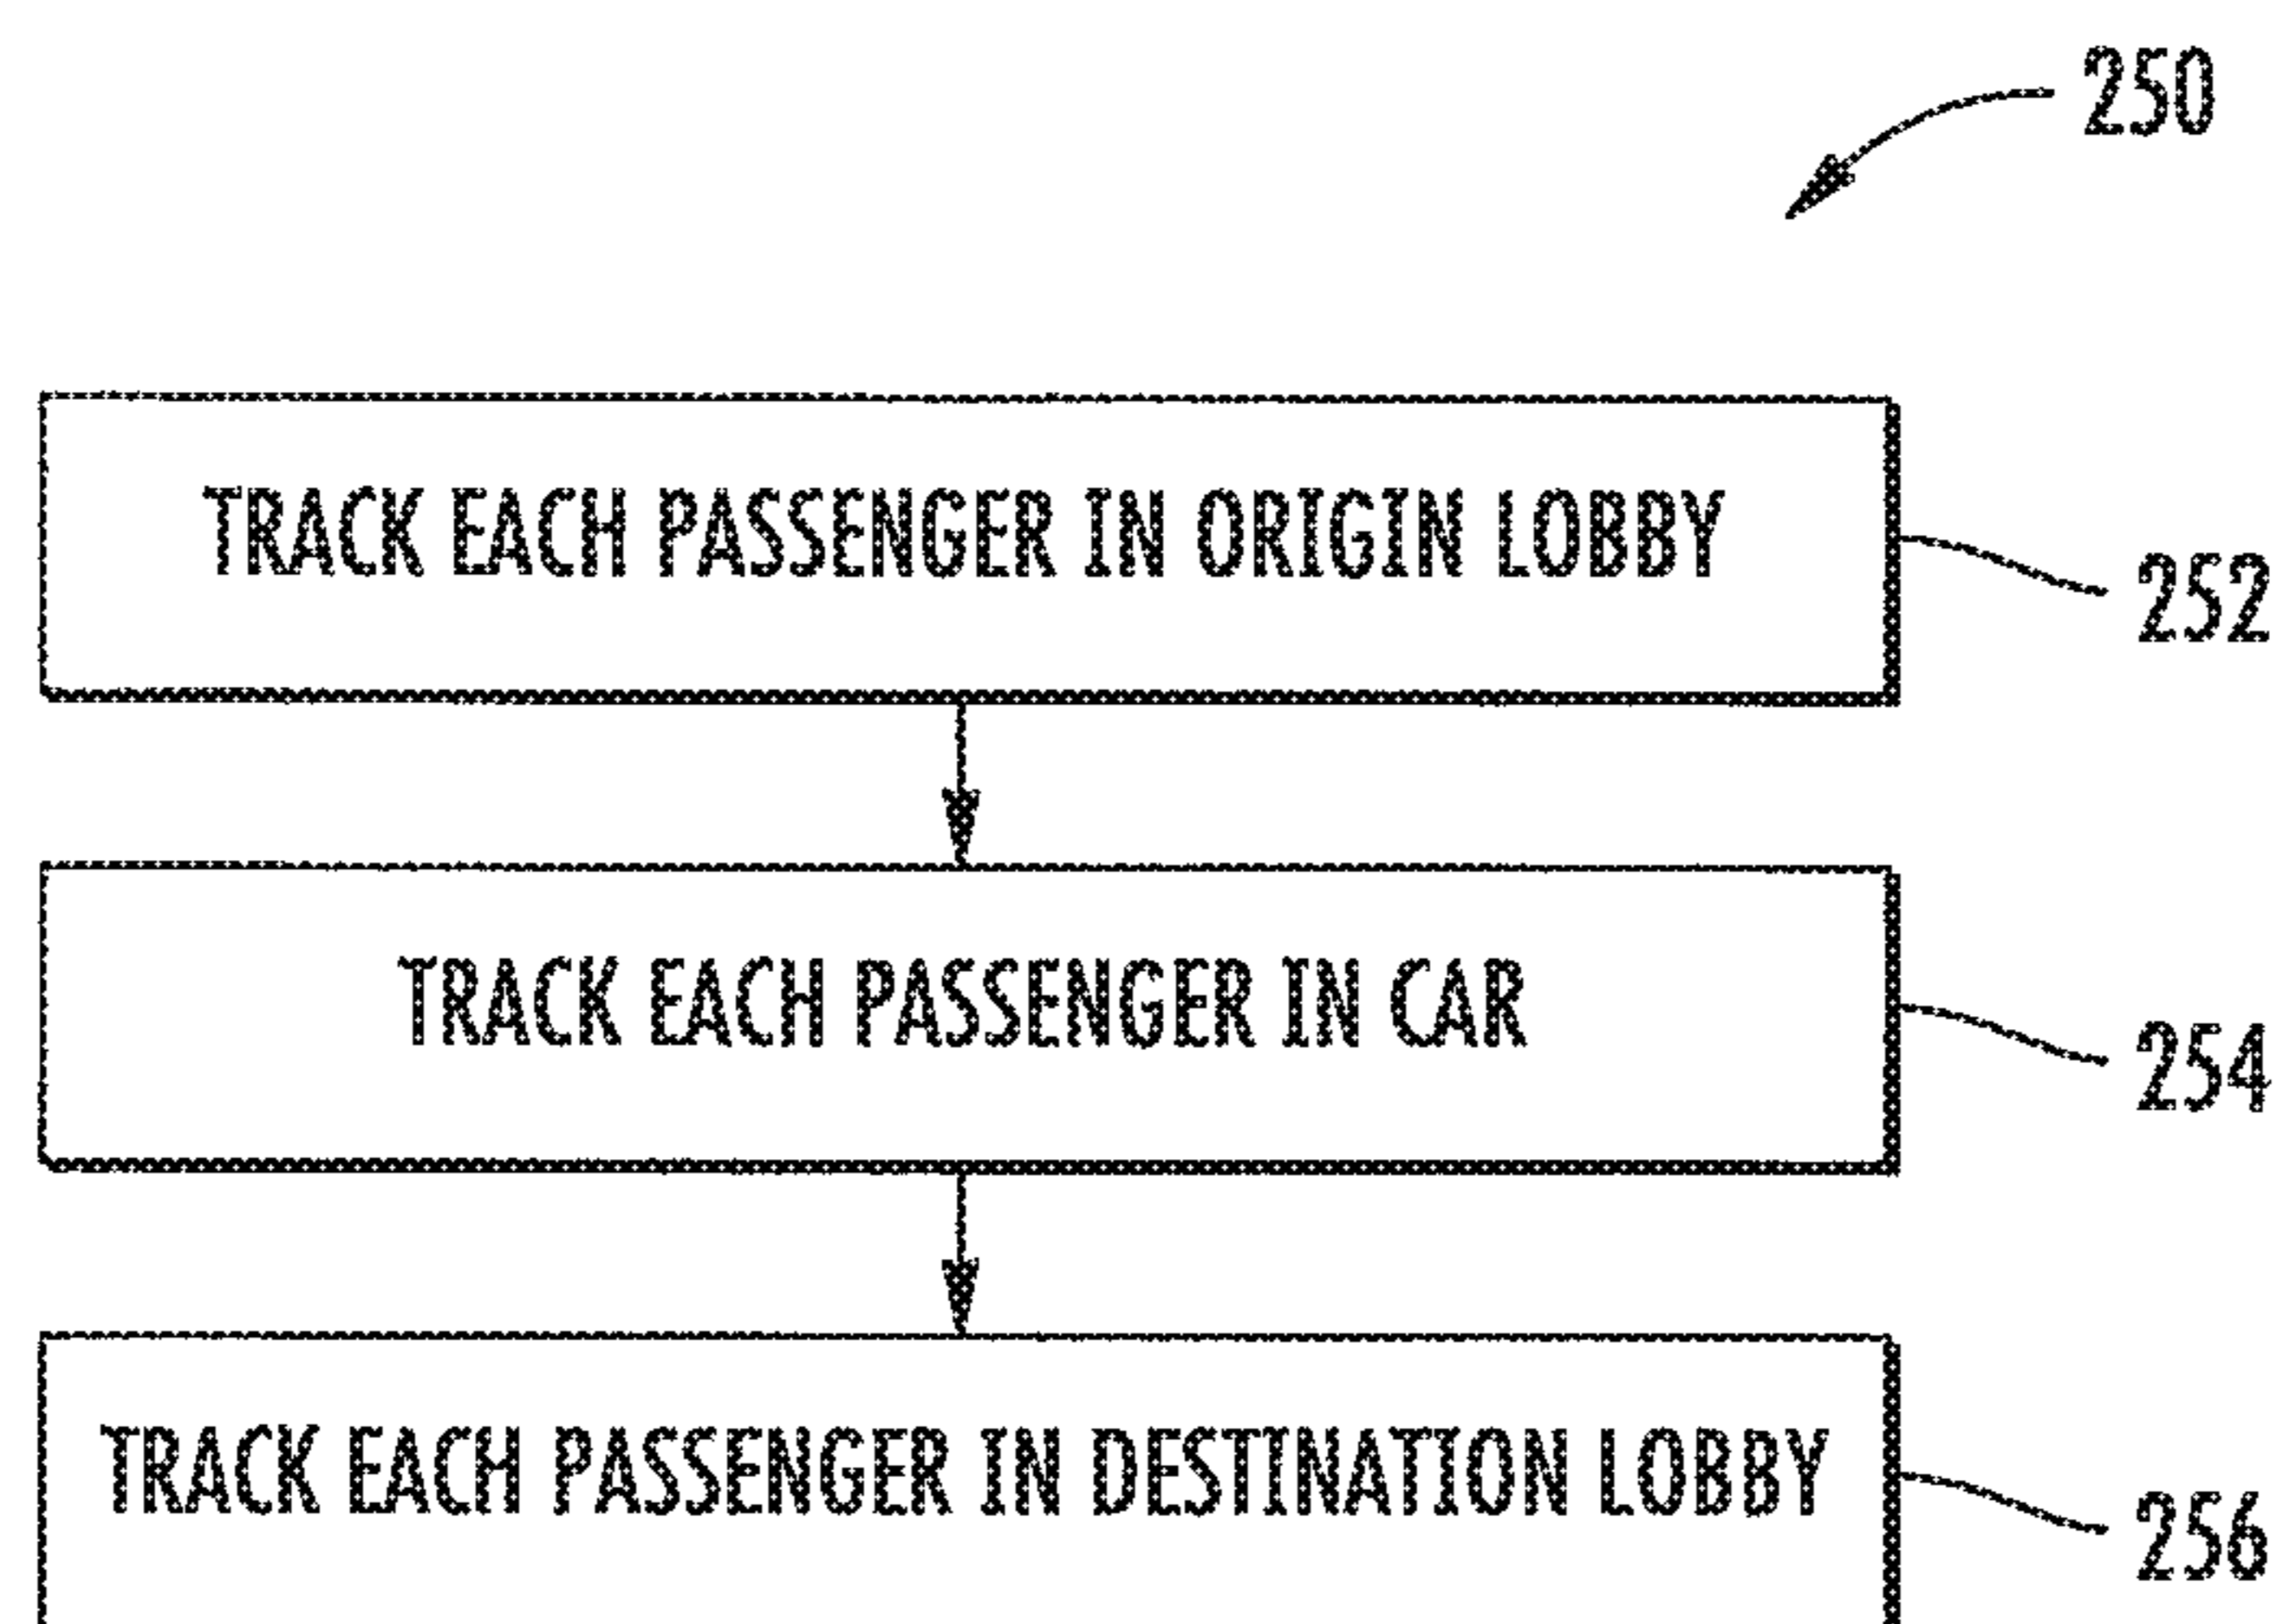 250
TRACK EACH PASSENGER IN ORIGIN LOBBY
252
TRACK EACH PASSENGER IN CAR
254
TRACK EACH PASSENGER IN DESTINATION LOBBY
256